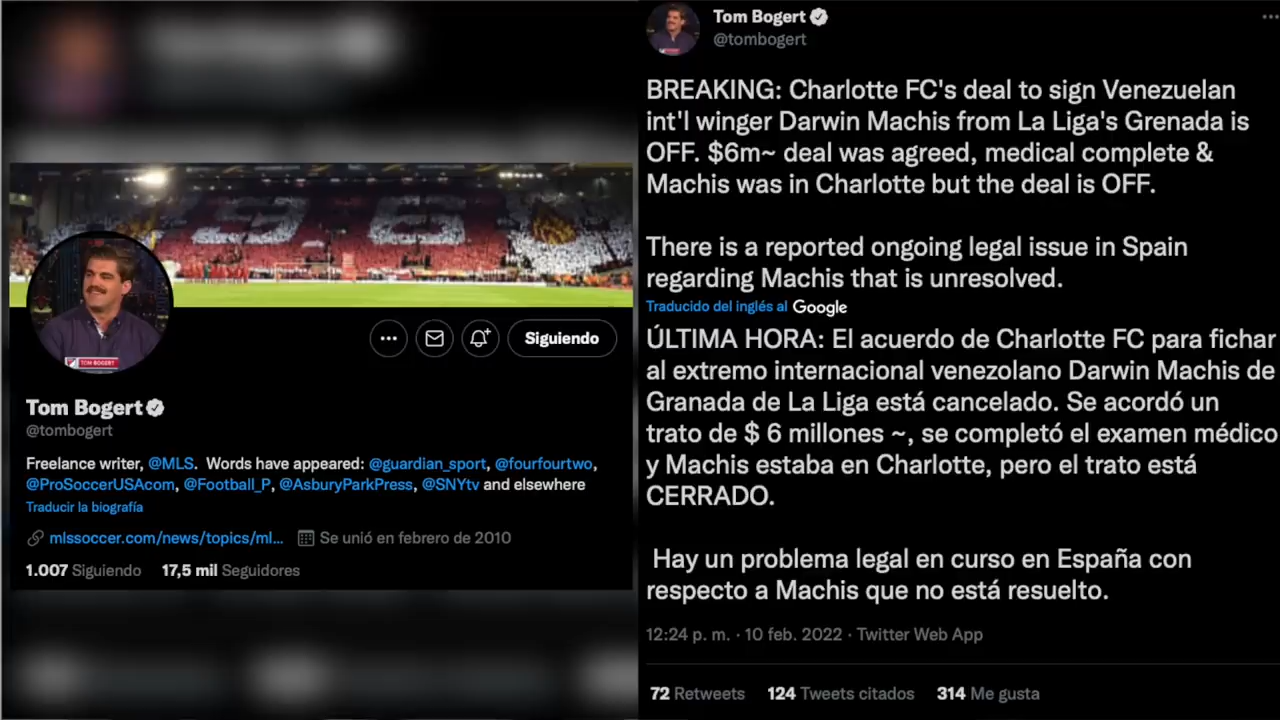 Tom Bogert
@tombogert
Freelance writer, @MLS. Words have appeared: @guardian_sport, @fourfourtwo,
@ProSoccerUSAcom, @Football_P, @AsburyParkPress, @SNYtv and elsewhere
Traducir la biografía
mlssoccer.com/news/topics/ml... Se unió en febrero de 2010
1.007 Siguiendo 17,5 mil Seguidores
Siguiendo
TOM BOGERT
96
Tom Bogert
@tombogert
BREAKING: Charlotte FC's deal to sign Venezuelan
int'l winger Darwin Machis from La Liga's Grenada is
OFF. $6m~ deal was agreed, medical complete &
Machis was in Charlotte but the deal is OFF.
There is a reported ongoing legal issue in Spain
regarding Machis that is unresolved.
Traducido del inglés al Google
ÚLTIMA HORA: El acuerdo de Charlotte FC para fichar
al extremo internacional venezolano Darwin Machis de
Granada de La Liga está cancelado. Se acordó un
trato de $ 6 millones ~, se completó el examen médico
y Machis estaba en Charlotte, pero el trato está
CERRADO.
Hay un problema legal en curso en España con
respecto a Machis que no está resuelto.
12:24 p. m. · 10 feb. 2022 · Twitter Web App
72 Retweets 124 Tweets citados 314 Me gusta